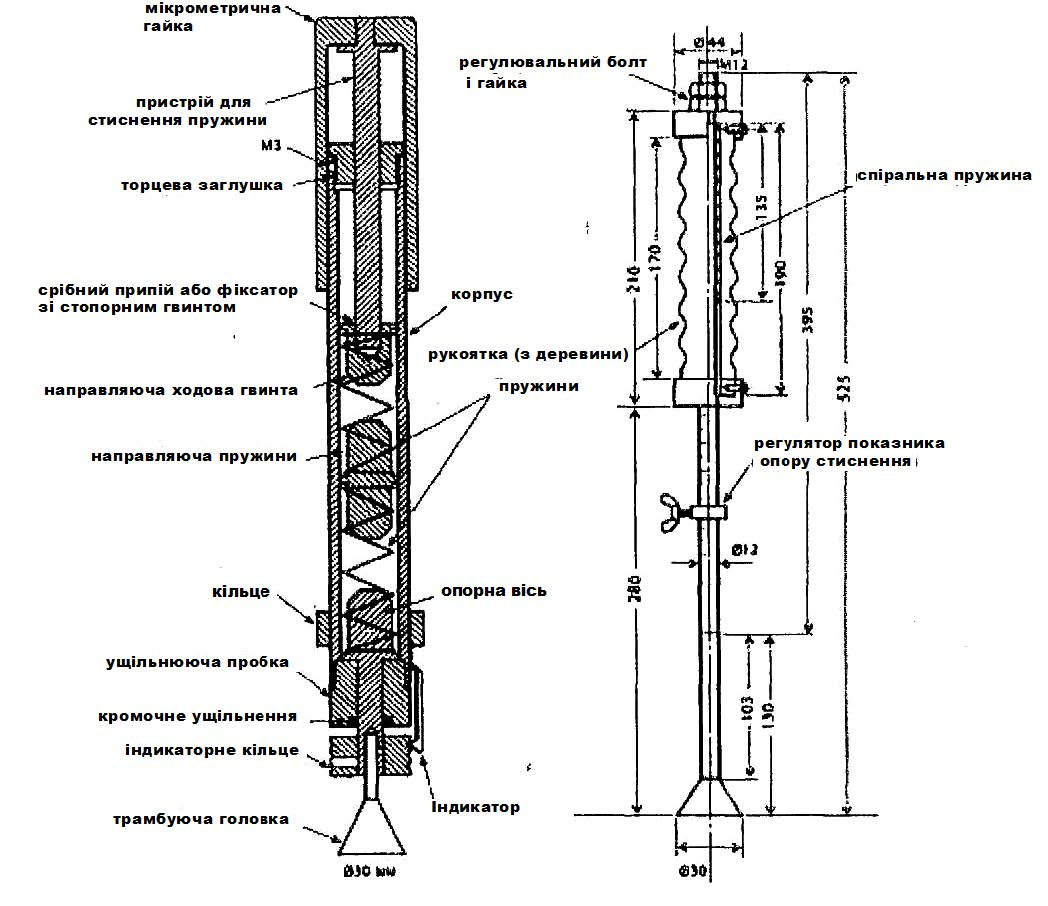 мікрометрична
гайка
пристрій для
стиснення пружини
М3
торцева заглушка
срібний припій або фіксатор
зі стопорним гвинтом
корпус
направляюча ходова гвинта
пружини
направляюча пружини
кільце
опорна вісь
ущільнююча пробка
кромочне ущільнення
індикаторне кільце
Індикатор
трамбуюча головка
Ø30 мм
Ø44
М12
регулювальний болт
і гайка
спіральна пружина
135
170
210
190
395
525
рукоятка (з деревини)
регулятор показника
опору стиснення
Ø12
280
103
130
Ø30